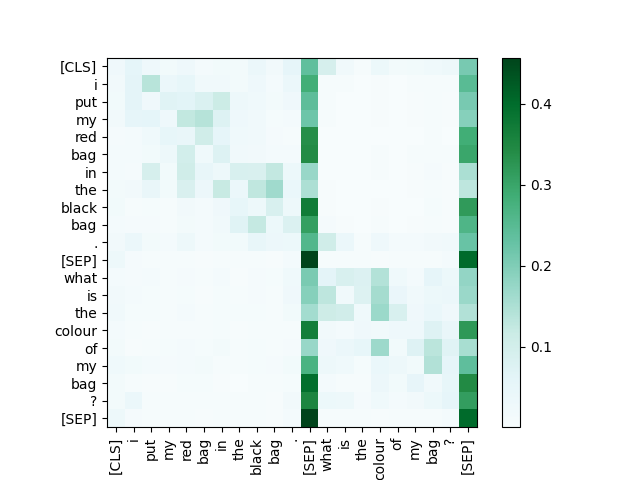 [CLS]
i
put
my
red
bag
in
the
black
bag
.
[SEP]
what
is
the
colour
of
my
bag
?
[SEP]
[CLS] i put my red bag in the black bag . [SEP] what is the colour of my bag ? [SEP]
0.4
0.3
0.2
0.1